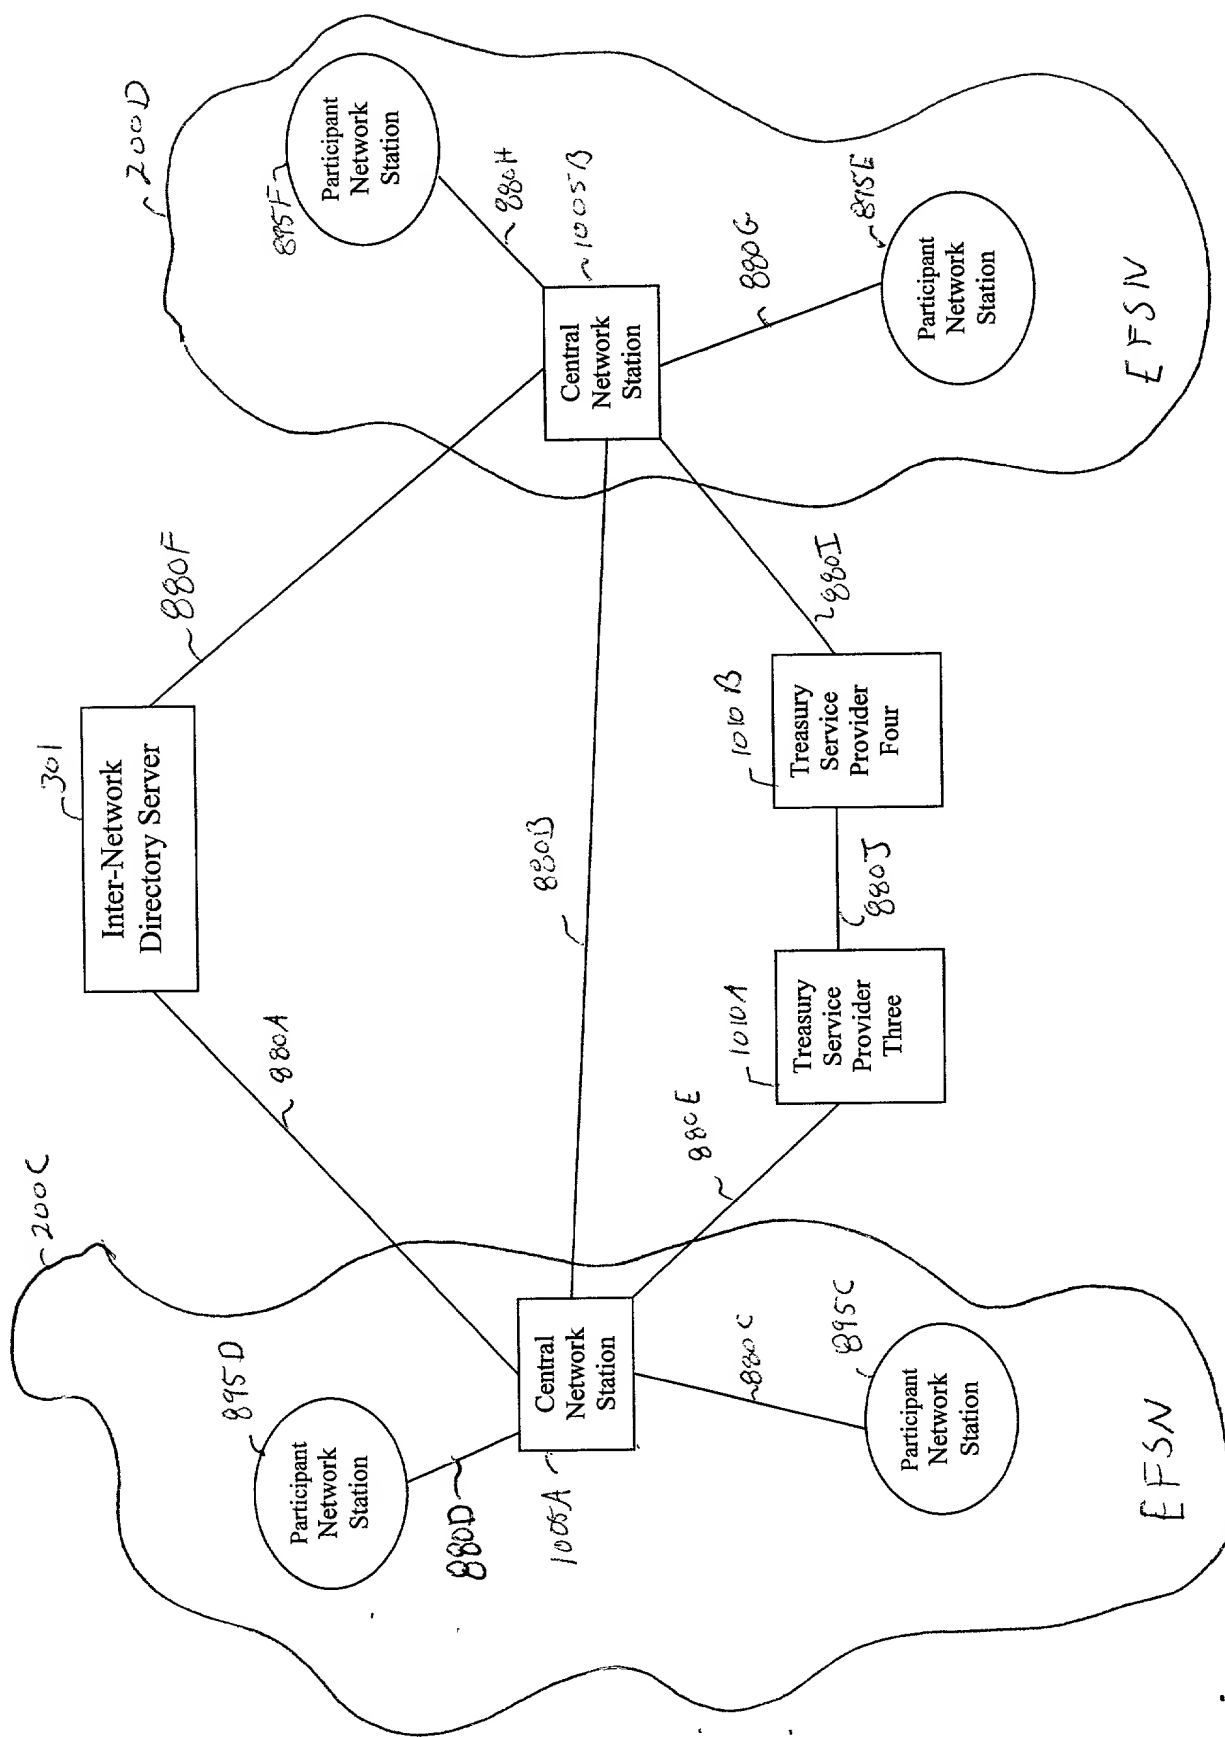 200C
895D
Participant
Network
Station
880D
1005A
Central
Network
Station
880C
895C
Participant
Network
Station
EFSN
880A
301
Inter-Network
Directory Server
880F
880B
880E
1010A
Treasury
Service
Provider
Three
880J
1010B
Treasury
Service
Provider
Four
880I
200D
895F
Participant
Network
Station
880H
1005B
Central
Network
Station
880G
895E
Participant
Network
Station
EFSN